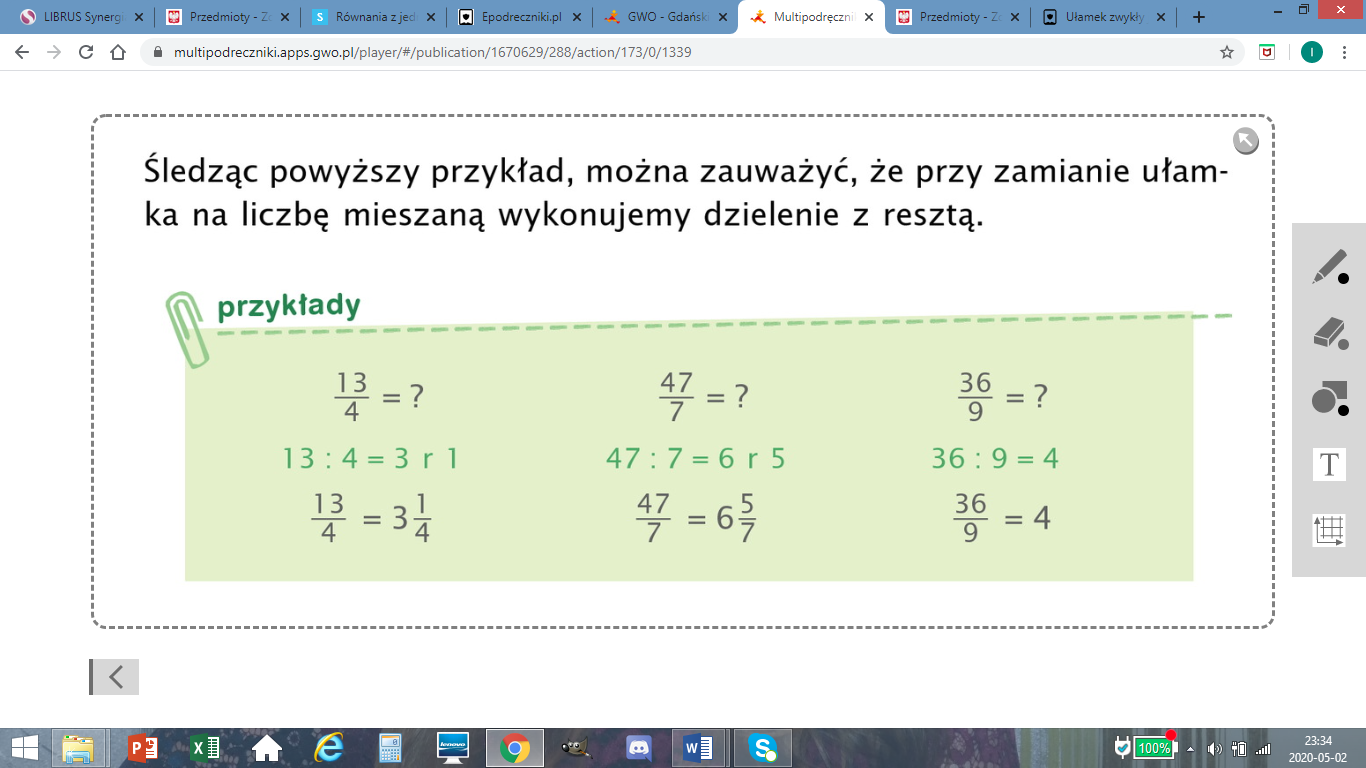 LIBRUS Synergi
Przedmioty - Zd
Równania z jed
Epodreczniki.pl
GWO - Gdański
Multipodręczni
Przedmioty - Zd
Ułamek zwykły
multipodreczniki.apps.gwo.pl/player/#/publication/1670629/288/action/173/0/1339
I
Śledząc powyższy przykład, można zauważyć, że przy zamianie ułam-
ka na liczbę mieszaną wykonujemy dzielenie z resztą.
przykłady
13/4 = ? 47/7 = ? 36/9 = ?
13 : 4 = 3 r 1 47 : 7 = 6 r 5 36 : 9 = 4
13/4 = 3 1/4 47/7 = 6 5/7 36/9 = 4
T
lenovo
100%
23:34
2020-05-02